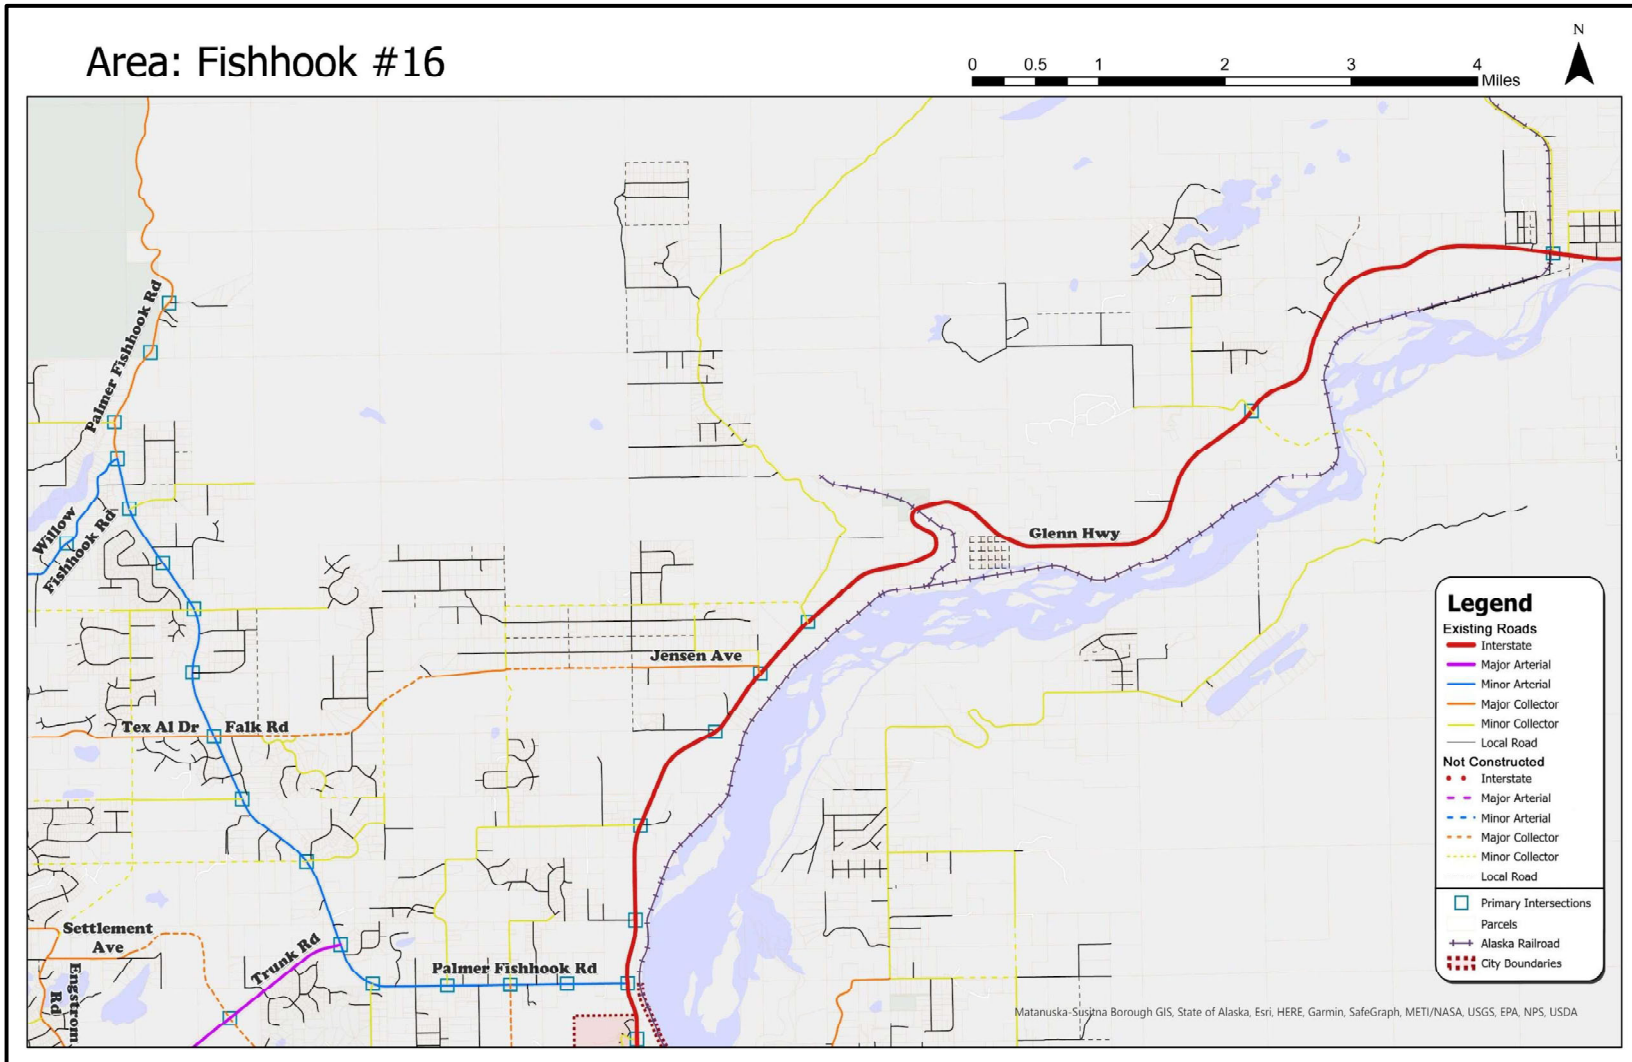 Area: Fishhook #16
N
0 0.5 1 2 3 4
Miles
Palmer Fishhook Rd
Willow
Fishhook Rd
Glenn Hwy
Jensen Ave
Tex Al Dr
Falk Rd
Settlement
Ave
Trunk Rd
Palmer Fishhook Rd
Engstrom
Rd
Legend
Existing Roads
Interstate
Major Arterial
Minor Arterial
Major Collector
Minor Collector
Local Road
Not Constructed
Interstate
Major Arterial
Minor Arterial
Major Collector
Minor Collector
Local Road
Primary Intersections
Parcels
Alaska Railroad
City Boundaries
Matanuska-Susitna Borough GIS, State of Alaska, Esri, HERE, Garmin, SafeGraph, METI/NASA, USGS, EPA, NPS, USDA